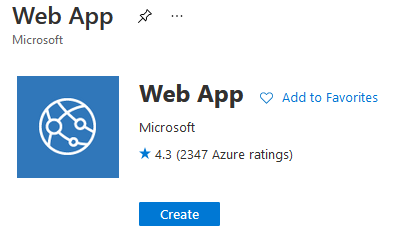 Web App
Microsoft
Web App
Add to Favorites
Microsoft
4.3 (2347 Azure ratings)
Create